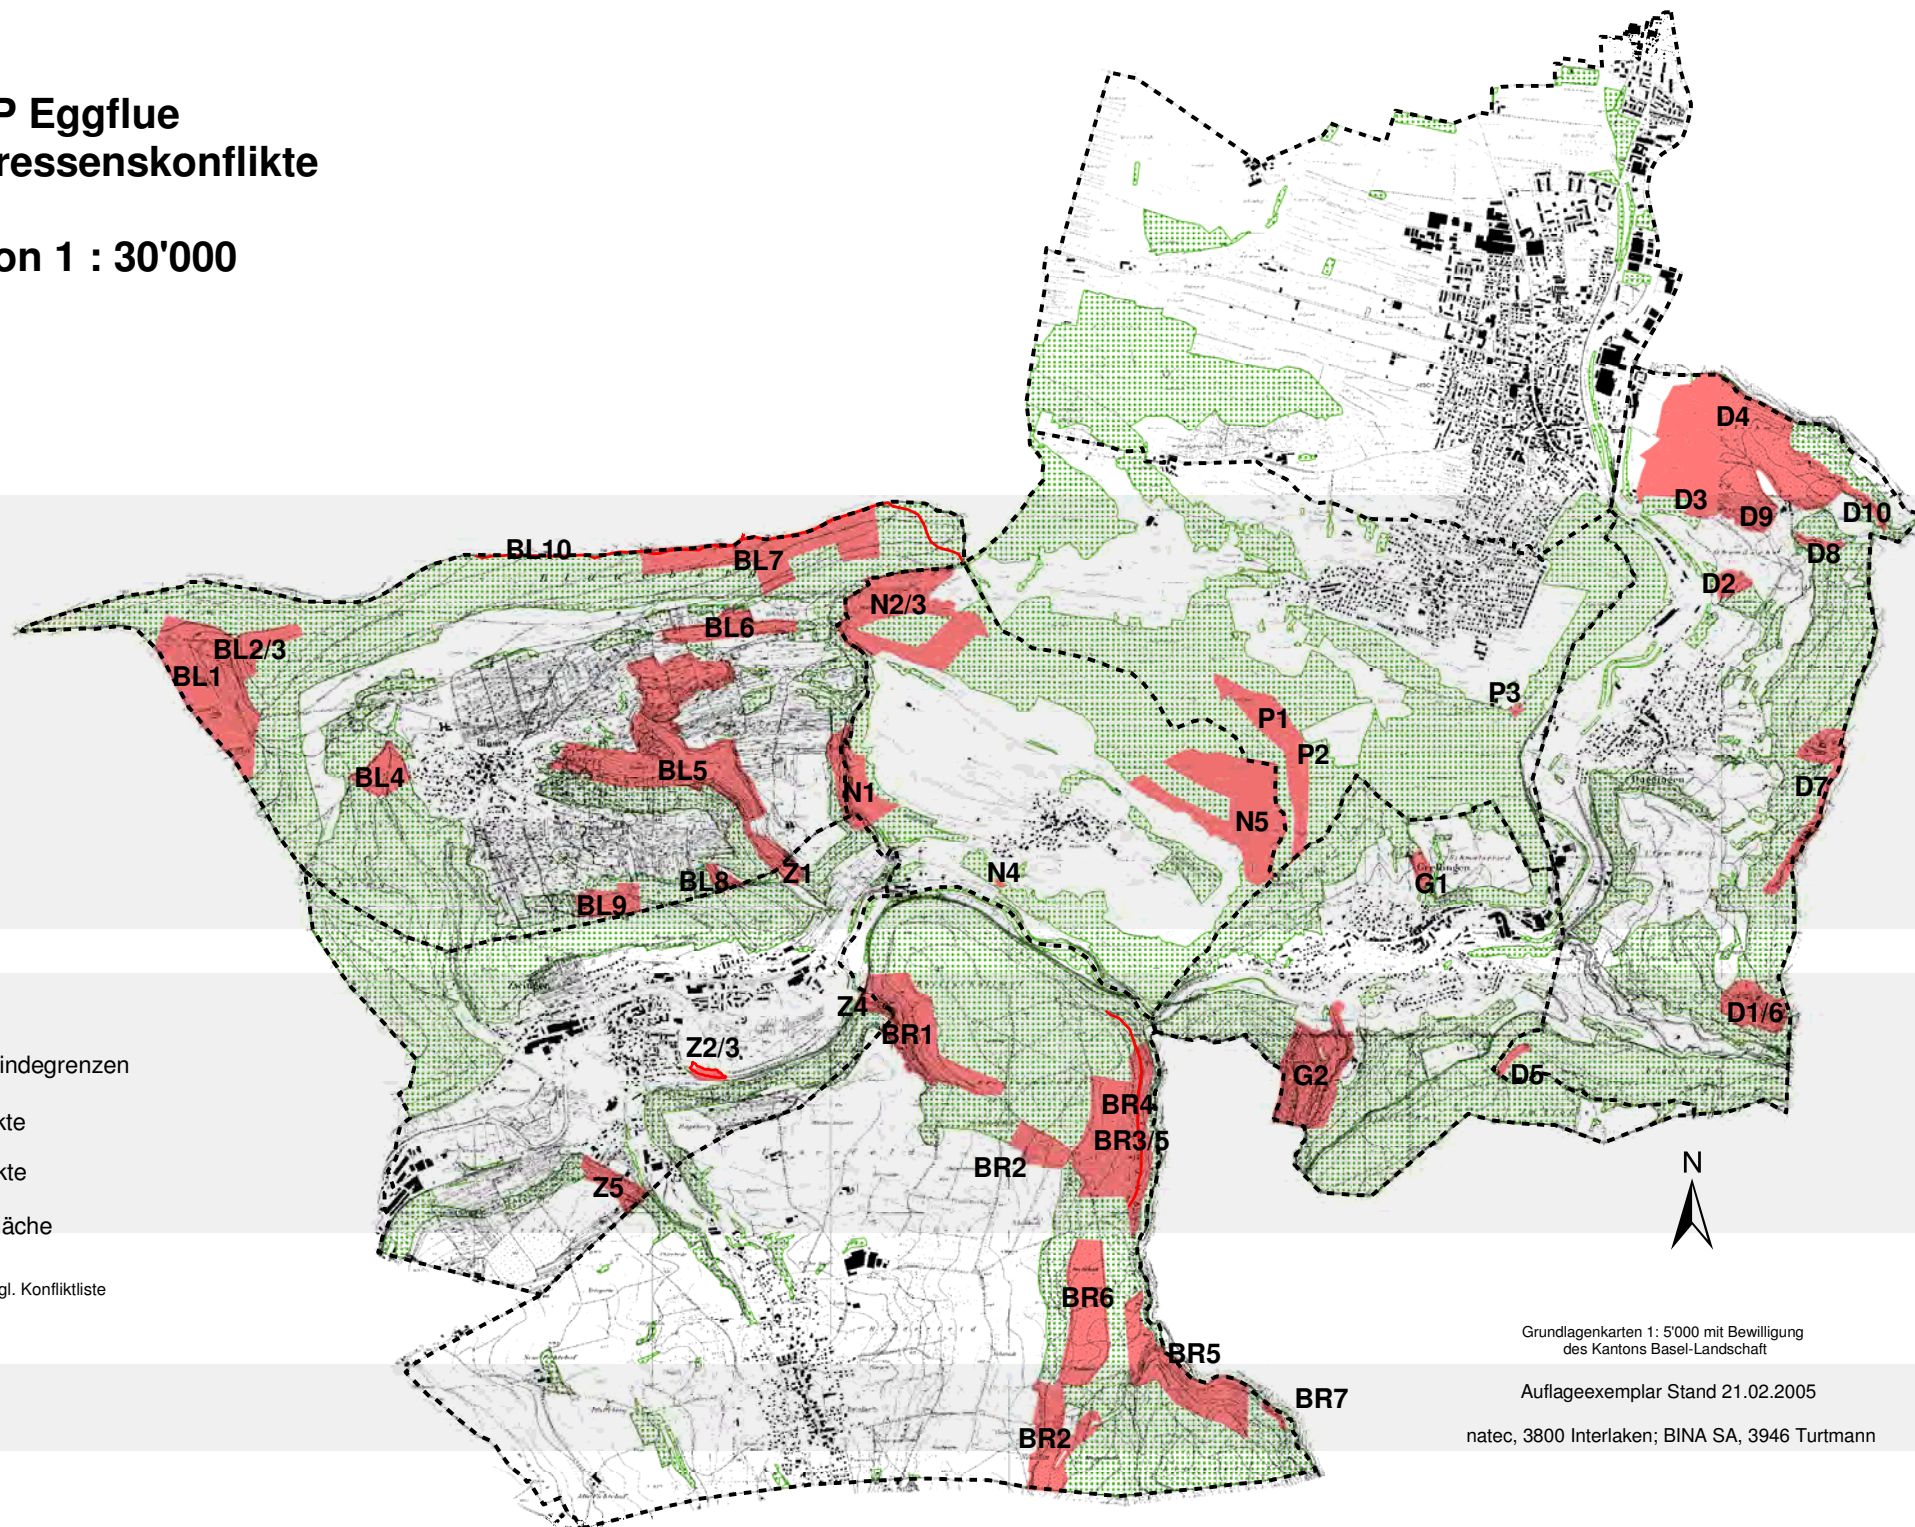 P Eggflue
ressenskonflikte
on 1 : 30'000
D4
D3
D9
D10
D8
D2
BL10
BL7
N2/3
BL6
BL2/3
BL1
P3
P1
P2
BL5
BL4
Blauen
N1
D7
Duggingen
N5
N4
Z1
BL8
BL9
Grellingen
G1
Z4
BR1
Z2/3
D1/6
G2
D5
BR4
BR3/5
BR2
Z5
BR6
BR5
BR7
BR2
indegrenzen
kte
kte
äche
gl. Konfliktliste
N
Grundlagenkarten 1: 5'000 mit Bewilligung
des Kantons Basel-Landschaft
Auflageexemplar Stand 21.02.2005
natec, 3800 Interlaken; BINA SA, 3946 Turtmann